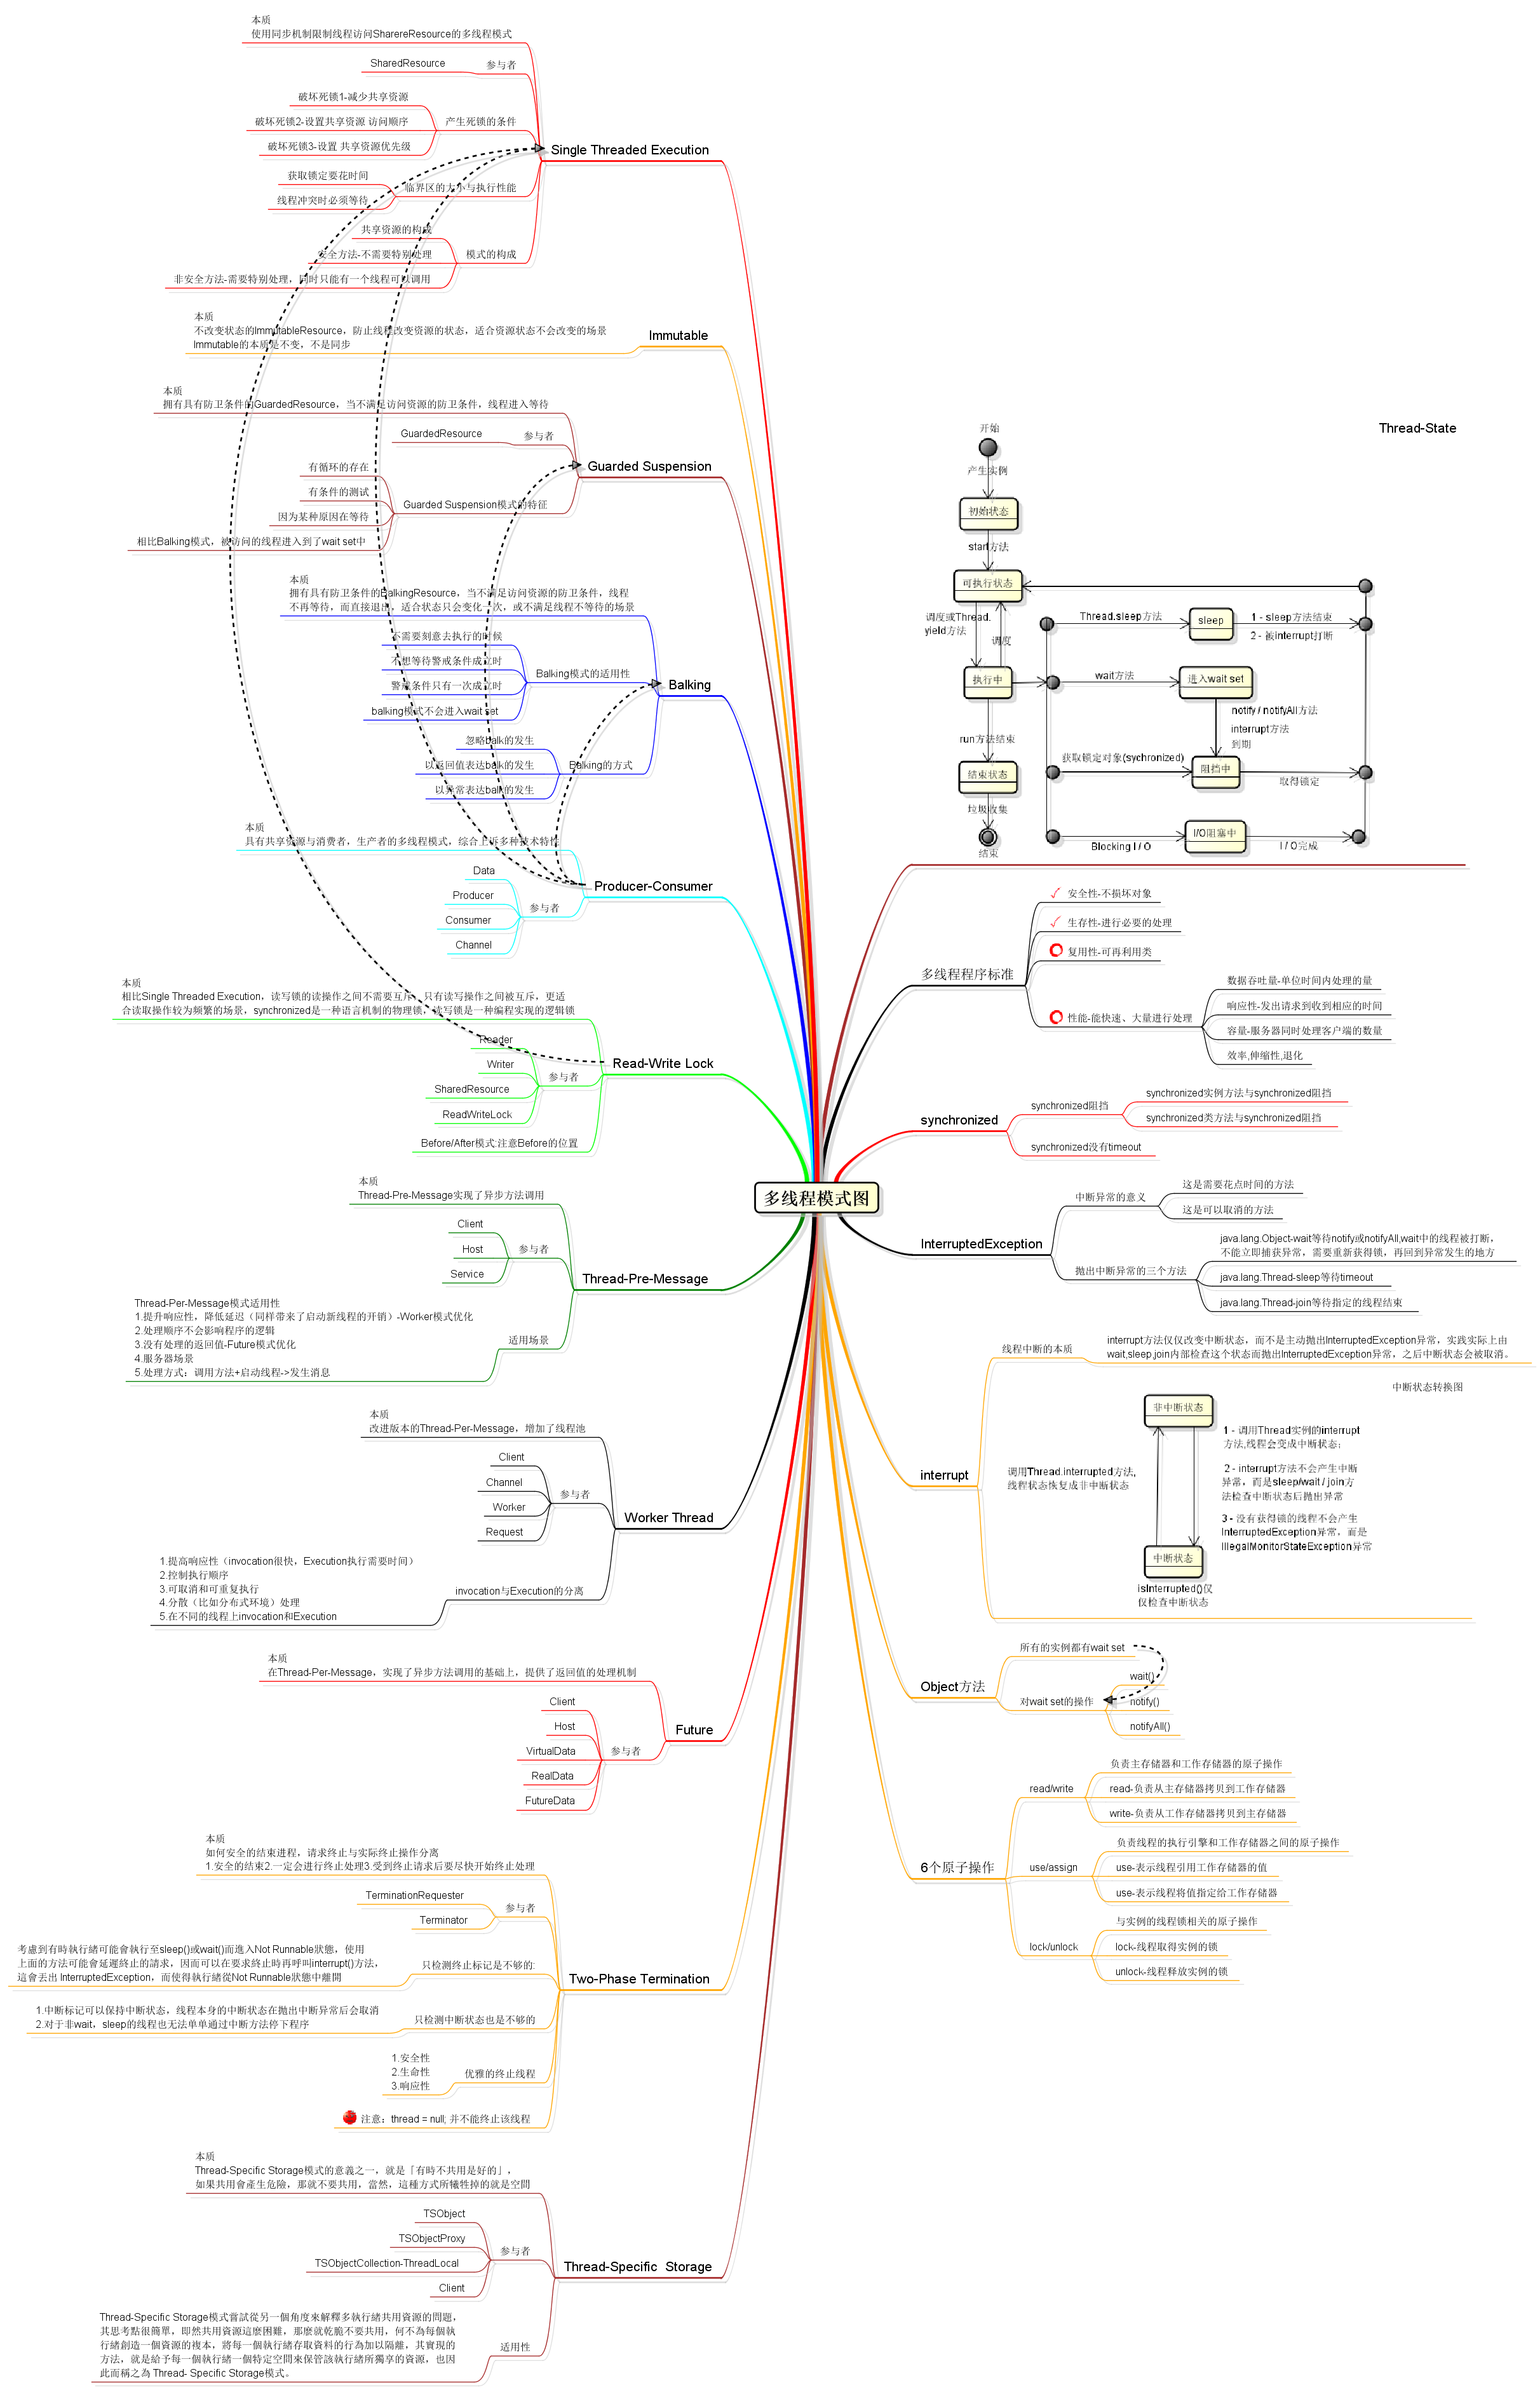 本质
使用同步机制限制线程访问SharereResource的多线程模式
SharedResource
参与者
破坏死锁1-减少共享资源
破坏死锁2-设置共享资源 访问顺序
产生死锁的条件
破坏死锁3-设置 共享资源优先级
Single Threaded Execution
获取锁定要花时间
临界区的大小与执行性能
线程冲突时必须等待
共享资源的构成
安全方法-不需要特别处理
模式的构成
非安全方法-需要特别处理，同时只能有一个线程可以调用
本质
不改变状态的ImmutableResource，防止线程改变资源的状态，适合资源状态不会改变的场景
Immutable的本质是不变，不是同步
Immutable
本质
拥有具有防卫条件的GuardedResource，当不满足访问资源的防卫条件，线程进入等待
GuardedResource
参与者
Guarded Suspension
有循环的存在
有条件的测试
Guarded Suspension模式的特征
因为某种原因在等待
相比Balking模式，被访问的线程进入到了wait set中
本质
拥有具有防卫条件的BalkingResource，当不满足访问资源的防卫条件，线程
不再等待，而直接退出，适合状态只会变化一次，或不满足线程不等待的场景
不需要刻意去执行的时候
不想等待警戒条件成立时
Balking模式的适用性
警戒条件只有一次成立时
balking模式不会进入wait set
Balking
忽略balk的发生
以返回值表达balk的发生
Balking的方式
以异常表达balk的发生
本质
具有共享资源与消费者，生产者的多线程模式，综合上诉多种技术特性
Producer-Consumer
Data
Producer
参与者
Consumer
Channel
本质
相比Single Threaded Execution，读写锁的读操作之间不需要互斥，只有读写操作之间被互斥，更适
合读取操作较为频繁的场景，synchronized是一种语言机制的物理锁，读写锁是一种编程实现的逻辑锁
Reader
Writer
参与者
SharedResource
ReadWriteLock
Read-Write Lock
Before/After模式:注意Before的位置
本质
Thread-Pre-Message实现了异步方法调用
Client
Host
参与者
Service
Thread-Pre-Message
Thread-Per-Message模式适用性
1.提升响应性，降低延迟（同样带来了启动新线程的开销）-Worker模式优化
2.处理顺序不会影响程序的逻辑
3.没有处理的返回值-Future模式优化
4.服务器场景
5.处理方式：调用方法+启动线程->发生消息
适用场景
本质
改进版本的Thread-Per-Message，增加了线程池
Client
Channel
参与者
Worker
Request
Worker Thread
1.提高响应性（invocation很快，Execution执行需要时间）
2.控制执行顺序
3.可取消和可重复执行
4.分散（比如分布式环境）处理
5.在不同的线程上invocation和Execution
invocation与Execution的分离
本质
在Thread-Per-Message，实现了异步方法调用的基础上，提供了返回值的处理机制
Future
Client
Host
VirtualData
参与者
RealData
FutureData
本质
如何安全的结束进程，请求终止与实际终止操作分离
1.安全的结束2.一定会进行终止处理3.受到终止请求后要尽快开始终止处理
TerminationRequester
参与者
Terminator
考慮到有時執行緒可能會執行至sleep()或wait()而進入Not Runnable狀態，使用
上面的方法可能會延遲終止的請求，因而可以在要求終止時再呼叫interrupt()方法，
這會丟出 InterruptedException，而使得執行緒從Not Runnable狀態中離開
只检测终止标记是不够的:
Two-Phase Termination
1.中断标记可以保持中断状态，线程本身的中断状态在抛出中断异常后会取消
2.对于非wait，sleep的线程也无法单单通过中断方法停下程序
只检测中断状态也是不够的
1.安全性
2.生命性
3.响应性
优雅的终止线程
注意：thread = null; 并不能终止该线程
本质
Thread-Specific Storage模式的意義之一，就是「有時不共用是好的」，
如果共用會產生危險，那就不要共用，當然，這種方式所犧牲掉的就是空間
TSObject
TSObjectProxy
参与者
TSObjectCollection-ThreadLocal
Client
Thread-Specific  Storage
Thread-Specific Storage模式嘗試從另一個角度來解釋多執行緒共用資源的問題，
其思考點很簡單，即然共用資源這麼困難，那麼就乾脆不要共用，何不為每個執
行緒創造一個資源的複本，將每一個執行緒存取資料的行為加以隔離，其實現的
方法，就是給予每一個執行緒一個特定空間來保管該執行緒所獨享的資源，也因
此而稱之為 Thread- Specific Storage模式。
适用性
多线程模式图
Thread-State
开始
产生实例
初始状态
start方法
可执行状态
调度或Thread.
yield方法
调度
执行中
run方法结束
结束状态
垃圾收集
结束
Thread.sleep方法
sleep
1 - sleep方法结束
2 - 被interrupt打断
wait方法
进入wait set
notify / notifyAll方法
interrupt方法
到期
获取锁定对象(sychronized)
阻挡中
取得锁定
Blocking I / O
I/O阻塞中
I / O完成
多线程程序标准
安全性-不损坏对象
生存性-进行必要的处理
复用性-可再利用类
性能-能快速、大量进行处理
数据吞吐量-单位时间内处理的量
响应性-发出请求到收到相应的时间
容量-服务器同时处理客户端的数量
效率,伸缩性,退化
synchronized
synchronized阻挡
synchronized实例方法与synchronized阻挡
synchronized类方法与synchronized阻挡
synchronized没有timeout
InterruptedException
中断异常的意义
这是需要花点时间的方法
这是可以取消的方法
抛出中断异常的三个方法
java.lang.Object-wait等待notify或notifyAll,wait中的线程被打断，
不能立即捕获异常，需要重新获得锁，再回到异常发生的地方
java.lang.Thread-sleep等待timeout
java.lang.Thread-join等待指定的线程结束
interrupt
线程中断的本质
interrupt方法仅仅改变中断状态，而不是主动抛出InterruptedException异常，实践实际上由
wait,sleep,join内部检查这个状态而抛出InterruptedException异常，之后中断状态会被取消。
中断状态转换图
非中断状态
1 - 调用Thread实例的interrupt
方法,线程会变成中断状态;
调用Thread.interrupted方法,
线程状态恢复成非中断状态
2 - interrupt方法不会产生中断
异常，而是sleep/wait / join方
法检查中断状态后抛出异常
3 - 没有获得锁的线程不会产生
InterruptedException异常，而是
IllegalMonitorStateException异常
中断状态
isInterrupted()仅
仅检查中断状态
Object方法
所有的实例都有wait set
对wait set的操作
wait()
notify()
notifyAll()
6个原子操作
read/write
负责主存储器和工作存储器的原子操作
read-负责从主存储器拷贝到工作存储器
write-负责从工作存储器拷贝到主存储器
use/assign
负责线程的执行引擎和工作存储器之间的原子操作
use-表示线程引用工作存储器的值
use-表示线程将值指定给工作存储器
lock/unlock
与实例的线程锁相关的原子操作
lock-线程取得实例的锁
unlock-线程释放实例的锁